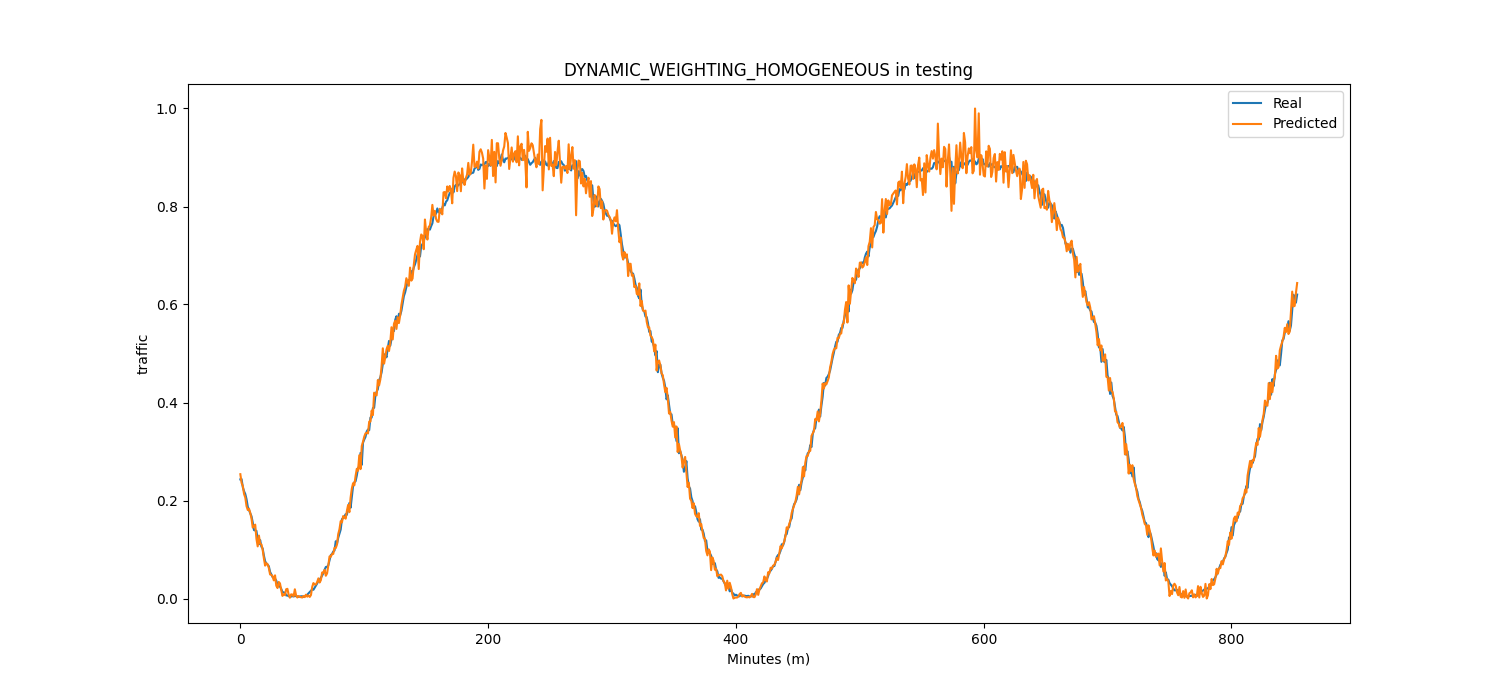 DYNAMIC_WEIGHTING_HOMOGENEOUS in testing
Real
Predicted
1.0
0.8
0.6
0.4
0.2
0.0
traffic
0 200 400 600 800
Minutes (m)